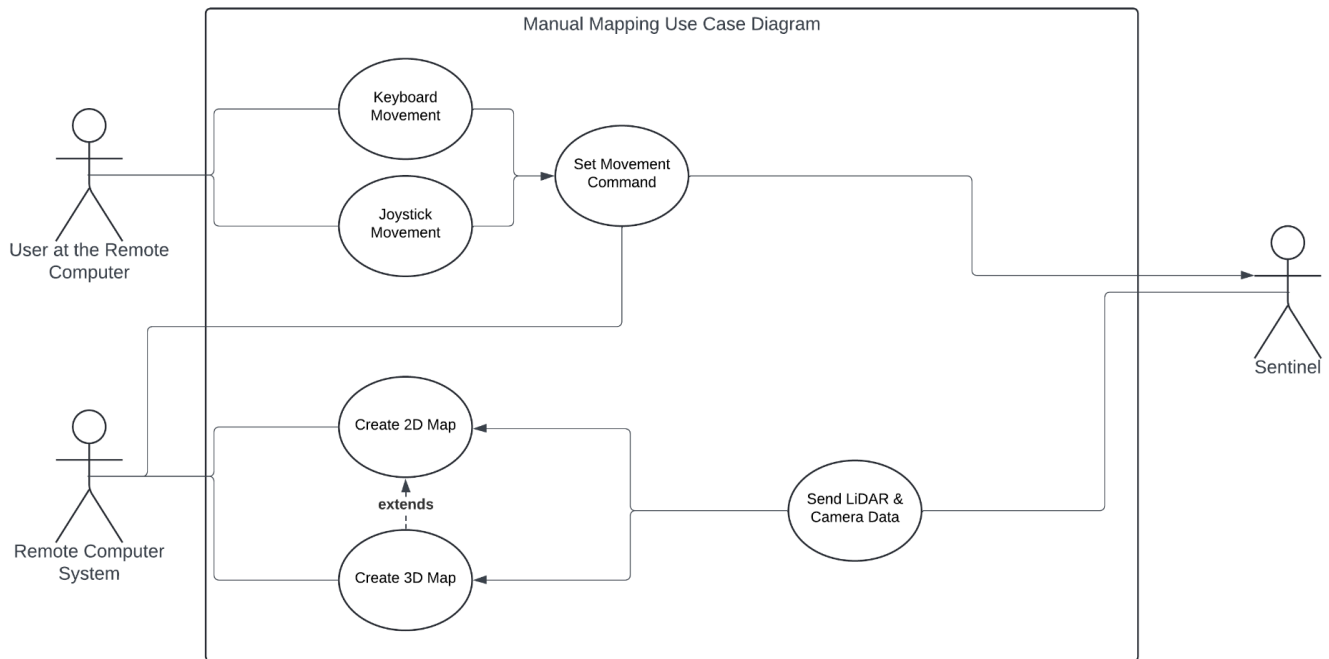 Manual Mapping Use Case Diagram
Keyboard
Movement
Set Movement
Command
Joystick
Movement
User at the Remote
Computer
Sentinel
Create 2D Map
extends
Send LiDAR &
Camera Data
Remote Computer
System
Create 3D Map